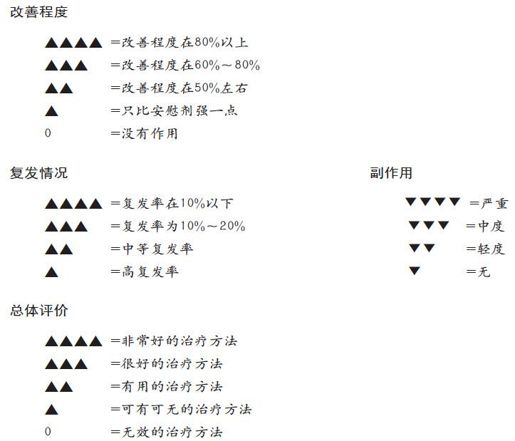 改善程度
▲▲▲▲ =改善程度在80%以上
▲▲▲ =改善程度在60%~80%
▲▲ =改善程度在50%左右
▲ =只比安慰剂强一点
0 =没有作用
复发情况
▲▲▲▲ =复发率在10%以下
▲▲▲ =复发率为10%~20%
▲▲ =中等复发率
▲ =高复发率
副作用
▼▼▼▼ =严重
▼▼▼ =中度
▼▼ =轻度
▼ =无
总体评价
▲▲▲▲ =非常好的治疗方法
▲▲▲ =很好的治疗方法
▲▲ =有用的治疗方法
▲ =可有可无的治疗方法
0 =无效的治疗方法